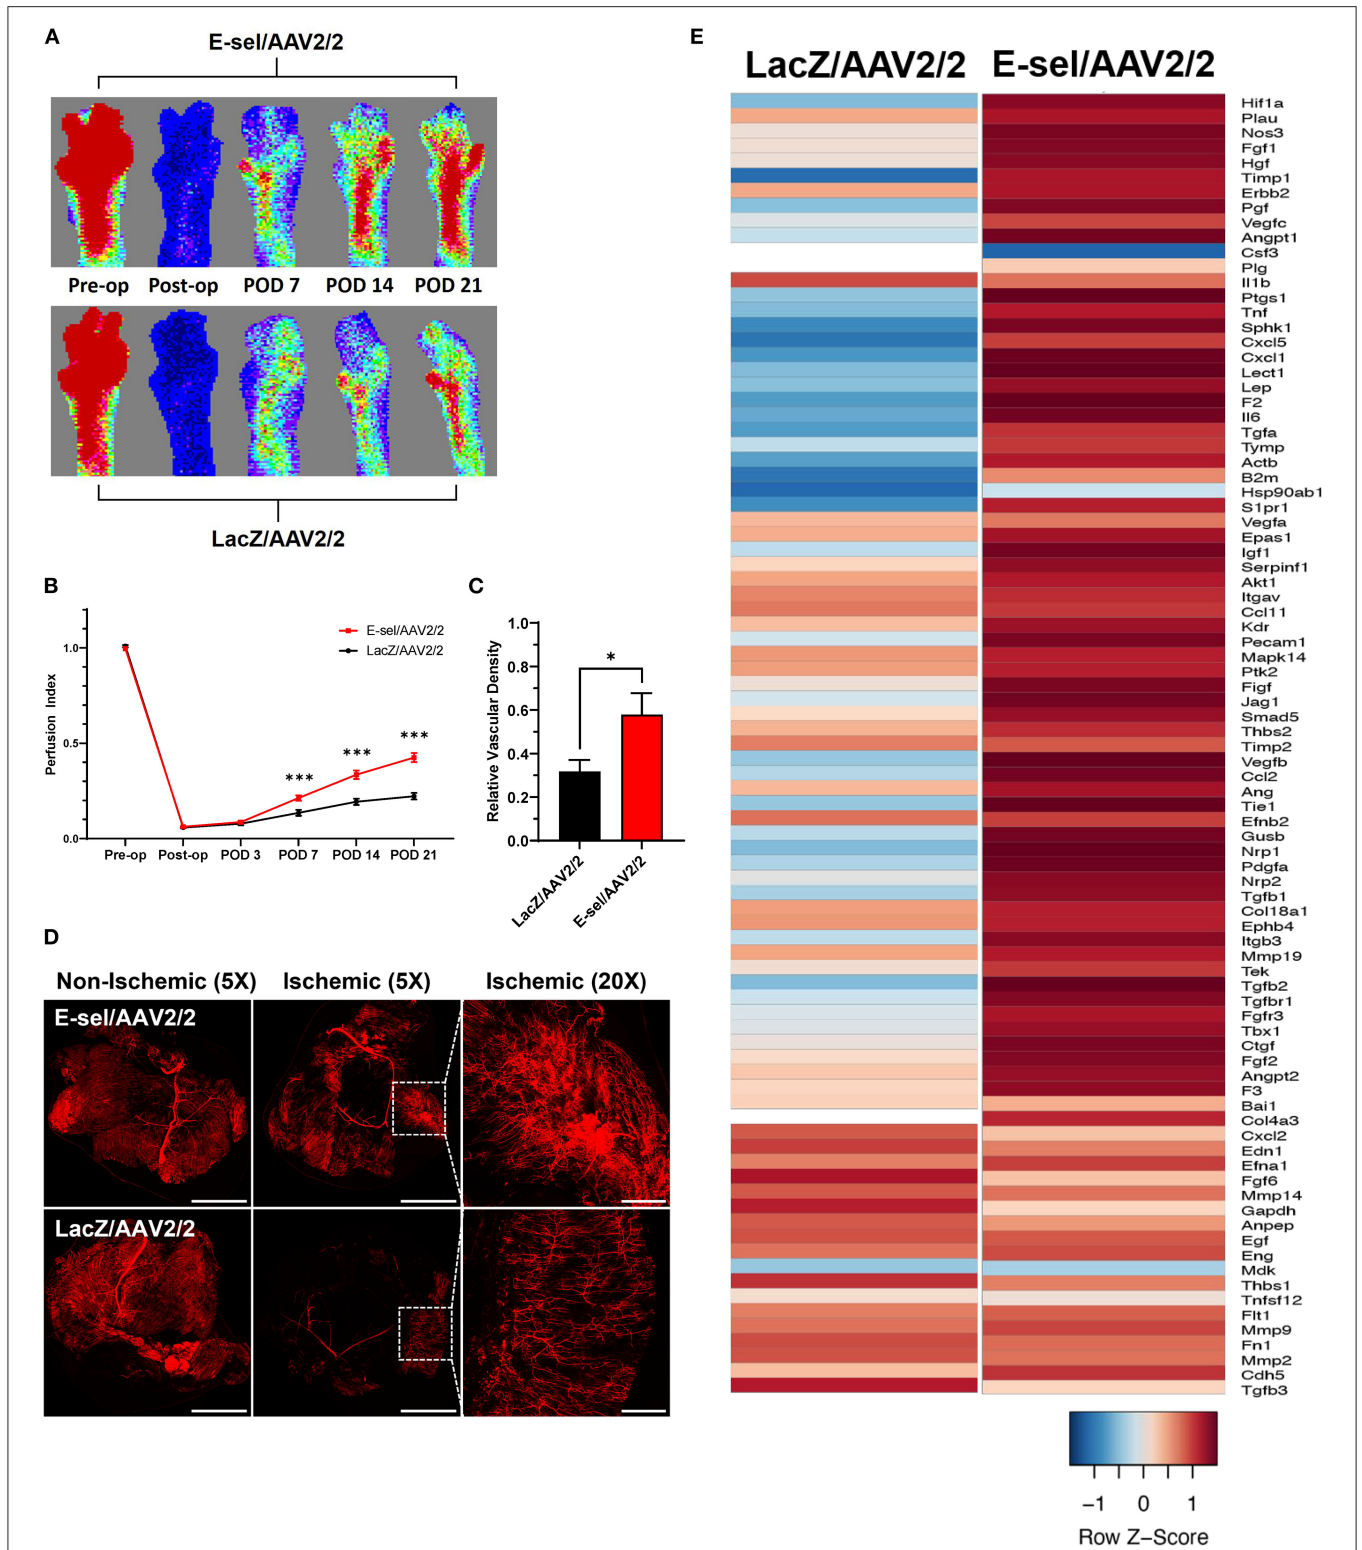 A
E-sel/AAV2/2
Pre-op Post-op POD 7 POD 14 POD 21
LacZ/AAV2/2
B
Perfusion Index
1.0
0.5
0.0
E-sel/AAV2/2
LacZ/AAV2/2
***
***
***
Pre-op Post-op POD 3 POD 7 POD 14 POD 21
C
Relative Vascular Density
1.0
0.8
0.6
0.4
0.2
0.0
*
LacZ/AAV2/2
E-sel/AAV2/2
D
Non-Ischemic (5X) Ischemic (5X) Ischemic (20X)
E-sel/AAV2/2
LacZ/AAV2/2
E
LacZ/AAV2/2 E-sel/AAV2/2
Hif1a
Plau
Nos3
Fgf1
Hgf
Timp1
Erbb2
Pgf
Vegfc
Angpt1
Csf3
Plg
Il1b
Ptgs1
Tnf
Sphk1
Cxcl5
Cxcl1
Lect1
Lep
F2
Il6
Tgfa
Tymp
Actb
B2m
Hsp90ab1
S1pr1
Vegfa
Epas1
Igf1
Serpinf1
Akt1
Itgav
Ccl11
Kdr
Pecam1
Mapk14
Ptk2
Figf
Jag1
Smad5
Thbs2
Timp2
Vegfb
Ccl2
Ang
Tie1
Efnb2
Gusb
Nrp1
Pdgfa
Nrp2
Tgfb1
Col18a1
Ephb4
Itgb3
Mmp19
Tek
Tgfb2
Tgfbr1
Fgfr3
Tbx1
Ctgf
Fgf2
Angpt2
F3
Bai1
Col4a3
Cxcl2
Edn1
Efna1
Fgf6
Mmp14
Gapdh
Anpep
Egf
Eng
Mdk
Thbs1
Tnfsf12
Flt1
Mmp9
Fn1
Mmp2
Cdh5
Tgfb3
−1 0 1
Row Z−Score